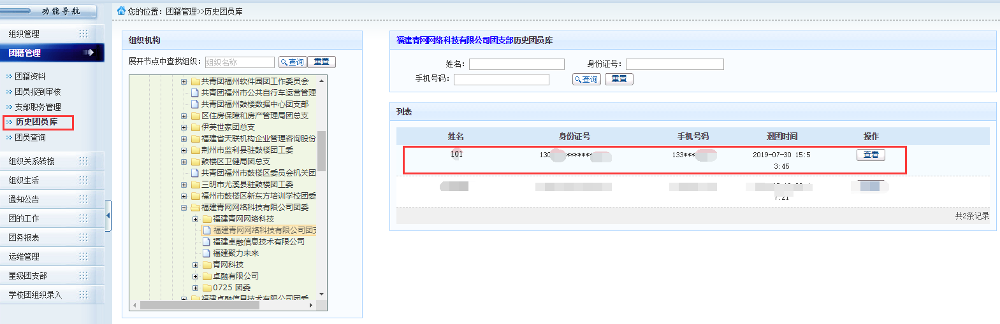 功能导航
您的位置：团籍管理>>历史团员库
组织管理
团籍管理
团籍资料
团员报到审核
支部职务管理
历史团员库
团员查询
组织关系转接
组织生活
通知公告
团的工作
团务报表
运维管理
星级团支部
学校团组织录入
组织机构
展开节点中查找组织：
组织名称
查询
重置
共青团福州软件园团工作委员会
共青团福州市公共自行车运营管理
共青团福州鼓楼数据中心团支部
区住房保障和房产管理局团总支
伊芙世家团总支
福建省天联机构企业管理咨询股份
荆州市监利县驻鼓楼团工委
鼓楼区卫健局团总支
共青团福州市鼓楼区委员会机关团
三明市尤溪县驻鼓楼团工委
福州市鼓楼区新东方培训学校团委
福建青网网络科技有限公司团委
福建青网网络科技
福建青网网络科技有限公司团支
福建卓融信息技术有限公司
福建聚力未来
青网科技
卓融有限公司
0725 团委
福建卓融信息技术有限公司团委
福建青网网络科技有限公司团支部历史团员库
姓名：
身份证号：
手机号码：
查询
重置
列表
姓名 身份证号 手机号码 退团时间 操作
101 130 ******* 133*** 2019-07-30 15:5 查看
3:45
7:21
共2条记录